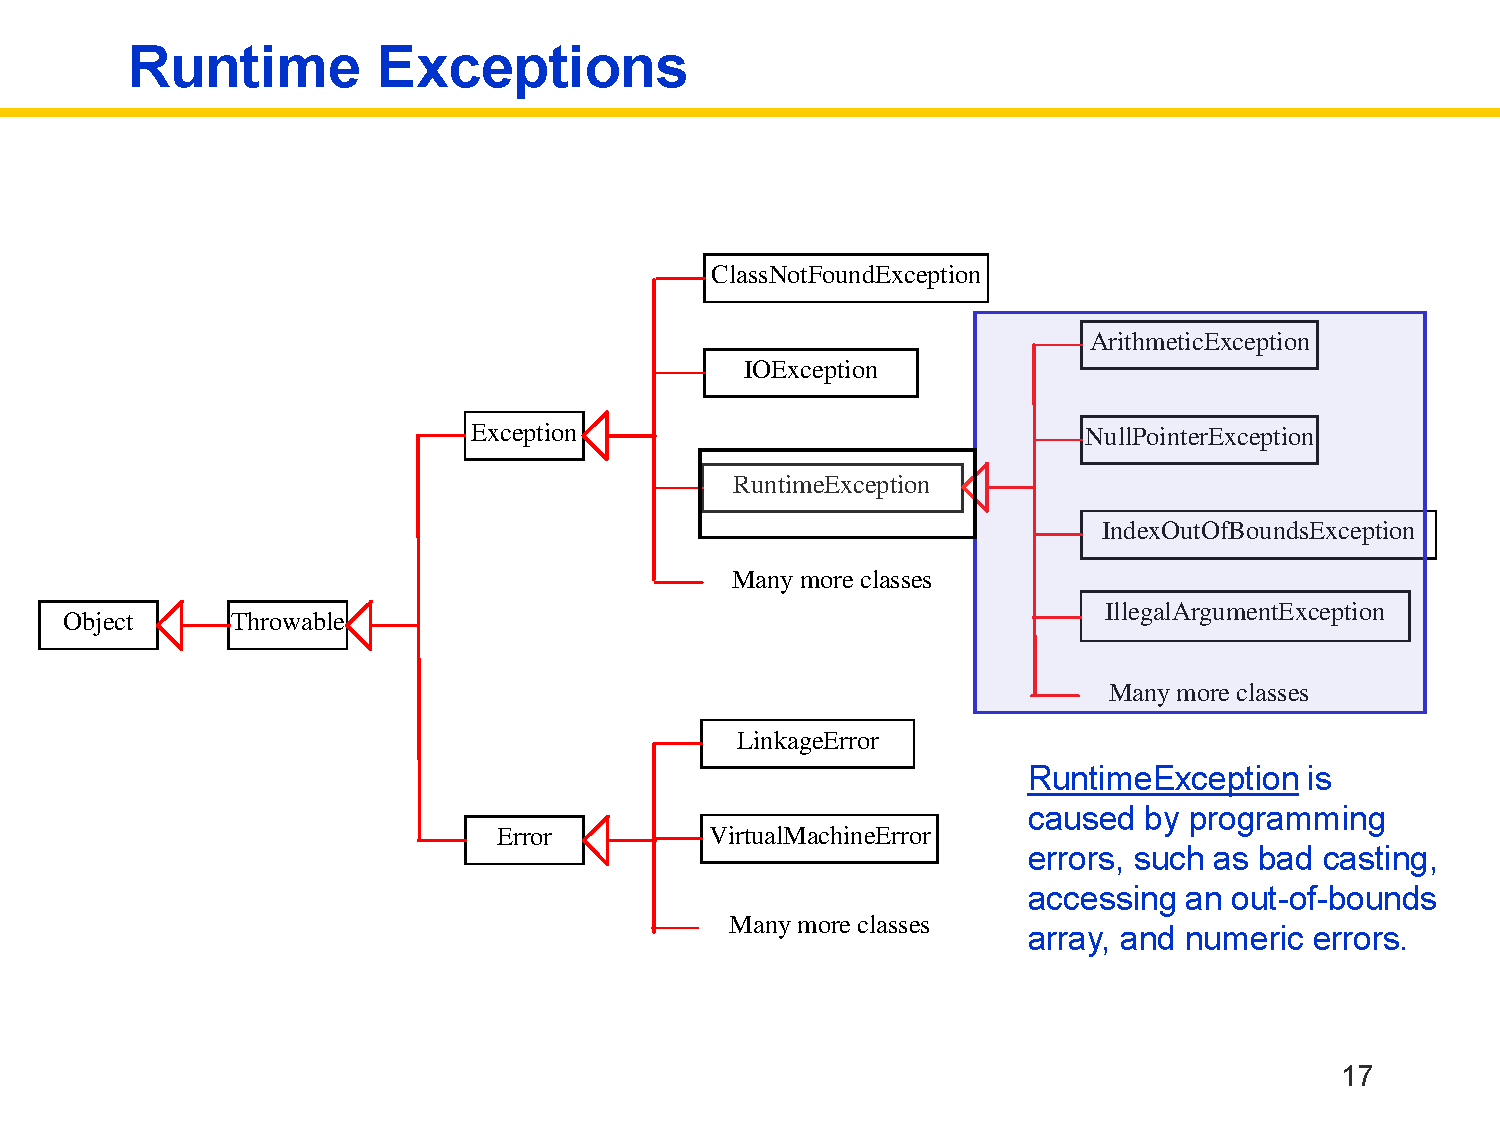 Runtime Exceptions
ClassNotFoundException
ArithmeticException
IOException
Exception
NullPointerException
RuntimeException
IndexOutOfBoundsException
Many more classes
IllegalArgumentException
Object
Throwable
Many more classes
LinkageError
RuntimeException is
caused by programming
errors, such as bad casting,
accessing an out-of-bounds
array, and numeric errors.
Error
VirtualMachineError
Many more classes
17